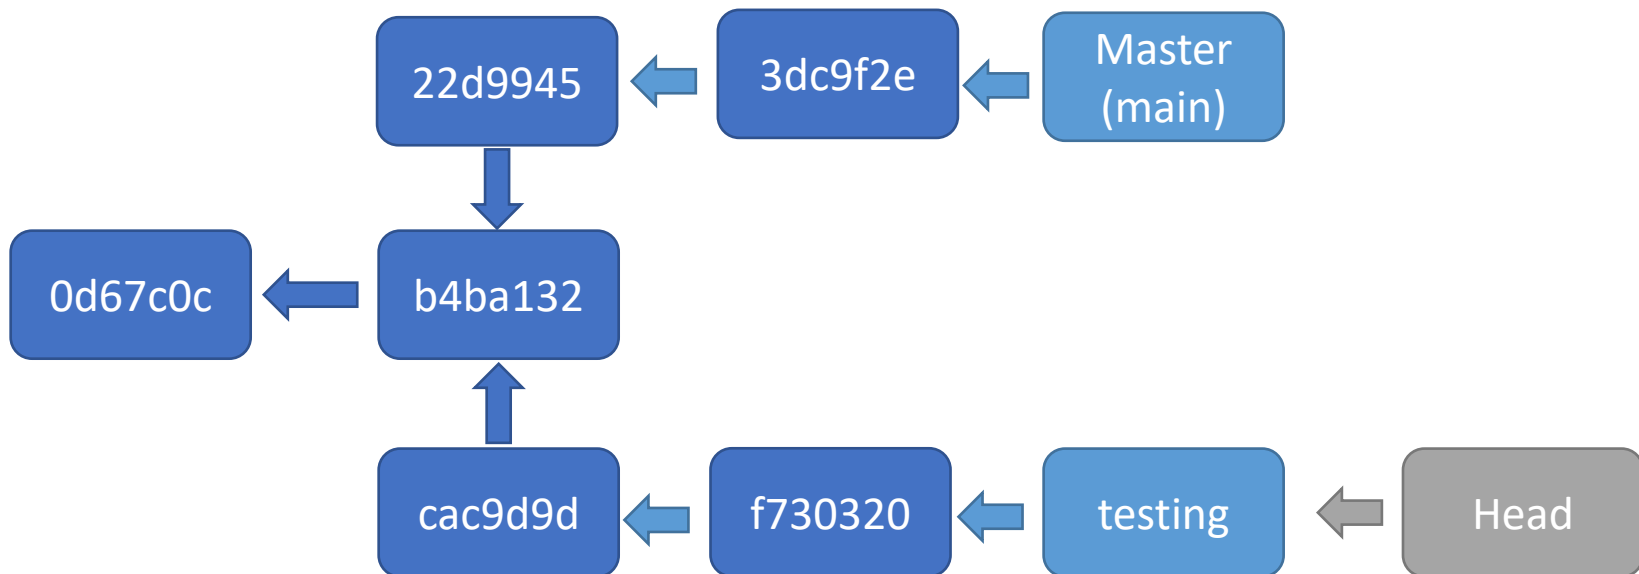 22d9945
3dc9f2e
Master
(main)
0d67c0c
b4ba132
cac9d9d
f730320
testing
Head